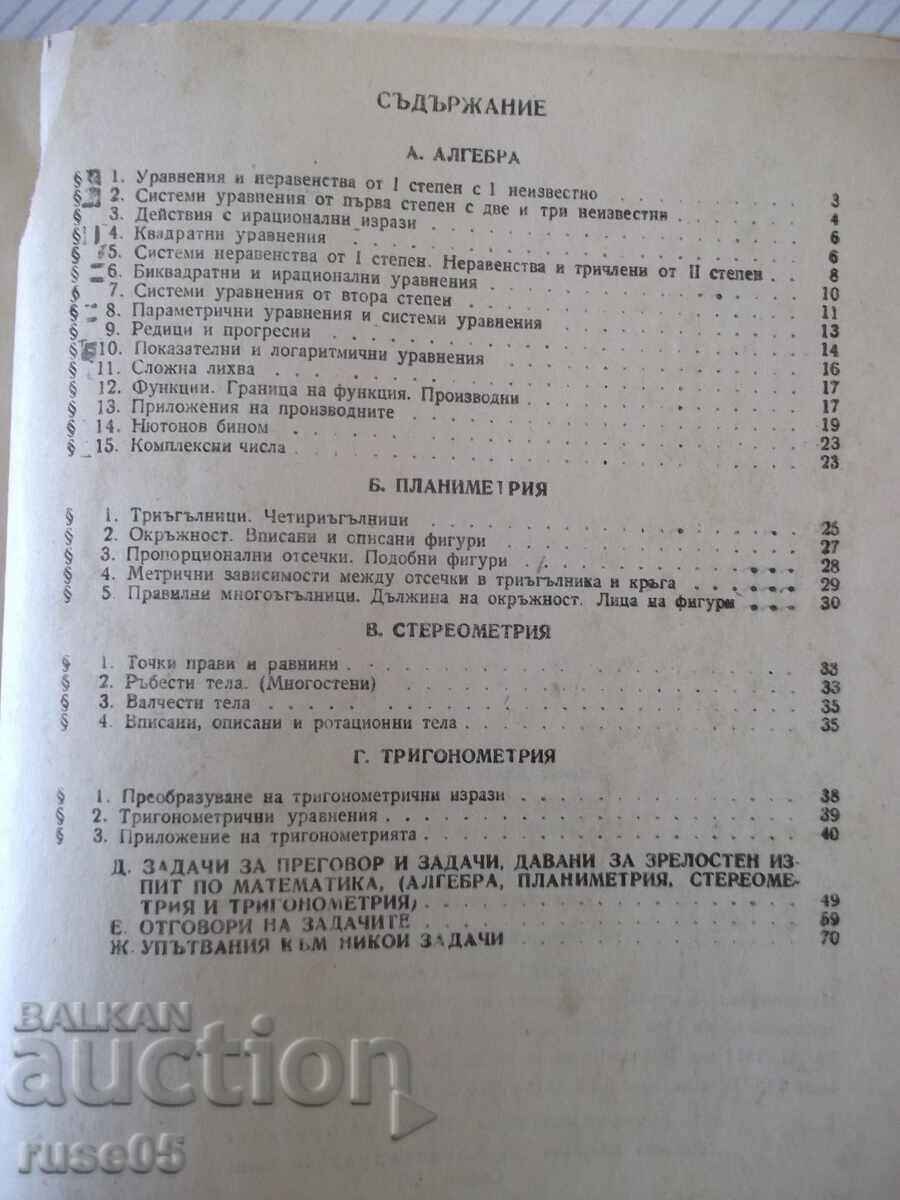 СЪДЪРЖАНИЕ
А. АЛГЕБРА
§ 1. Уравнения и неравенства от I степен с 1 неизвестно 3
§ 2. Системи уравнения от първа степен с две и три неизвестни 4
§ 3. Действия с ирационални изрази 6
§ 4. Квадратни уравнения 6
§ 5. Системи неравенства от I степен. Неравенства и тричлени от II степен 8
§ 6. Биквадратни и ирационални уравнения 10
§ 7. Системи уравнения от втора степен 11
§ 8. Параметрични уравнения и системи уравнения 13
§ 9. Редици и прогресии 14
§ 10. Показателни и логаритмични уравнения 16
§ 11. Сложна лихва 17
§ 12. Функции. Граница на функция. Производни 17
§ 13. Приложения на производните 19
§ 14. Нютонов бином 23
§ 15. Комплексни числа 23
Б. ПЛАНИМЕТРИЯ
§ 1. Триъгълници. Четириъгълници 25
§ 2. Окръжност. Вписани и описани фигури 27
§ 3. Пропорционални отсечки. Подобни фигури 28
§ 4. Метрични зависимости между отсечки в триъгълника и кръга 29
§ 5. Правилни многоъгълници. Дължина на окръжност. Лица на фигури 30
В. СТЕРЕОМЕТРИЯ
§ 1. Точки прави и равнини 33
§ 2. Ръбести тела. (Многостени) 33
§ 3. Валчести тела 35
§ 4. Вписани, описани и ротационни тела 35
Г. ТРИГОНОМЕТРИЯ
§ 1. Преобразуване на тригонометрични изрази 38
§ 2. Тригонометрични уравнения 39
§ 3. Приложение на тригонометрията 40
Д. ЗАДАЧИ ЗА ПРЕГОВОР И ЗАДАЧИ, ДАВАНИ ЗА ЗРЕЛОСТЕН ИЗ-
ПИТ ПО МАТЕМАТИКА, (АЛГЕБРА, ПЛАНИМЕТРИЯ, СТЕРЕОМЕ-
ТРИЯ И ТРИГОНОМЕТРИЯ) 49
Е. ОТГОВОРИ НА ЗАДАЧИТЕ 59
Ж. УПЪТВАНИЯ КЪМ НИКОИ ЗАДАЧИ 70
BALKAN
auction
ruse05